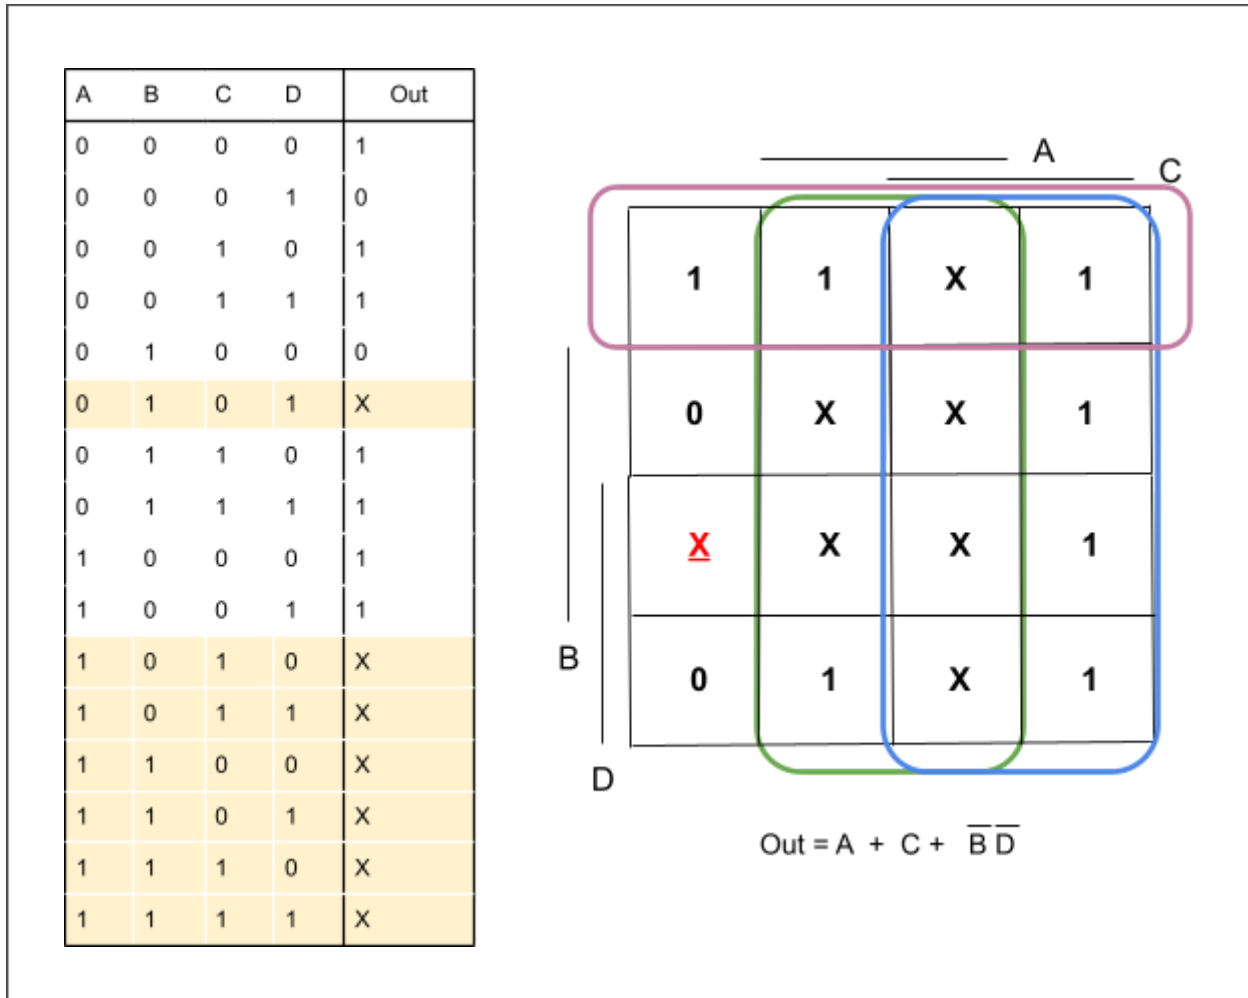 A B C D Out
0 0 0 0 1
0 0 0 1 0
0 0 1 0 1
0 0 1 1 1
0 1 0 0 0
0 1 0 1 X
0 1 1 0 1
0 1 1 1 1
1 0 0 0 1
1 0 0 1 1
1 0 1 0 X
1 0 1 1 X
1 1 0 0 X
1 1 0 1 X
1 1 1 0 X
1 1 1 1 X
A
C
1 1 X 1
0 X X 1
X X X 1
B
0 1 X 1
D
Out = A + C + B̅ D̅